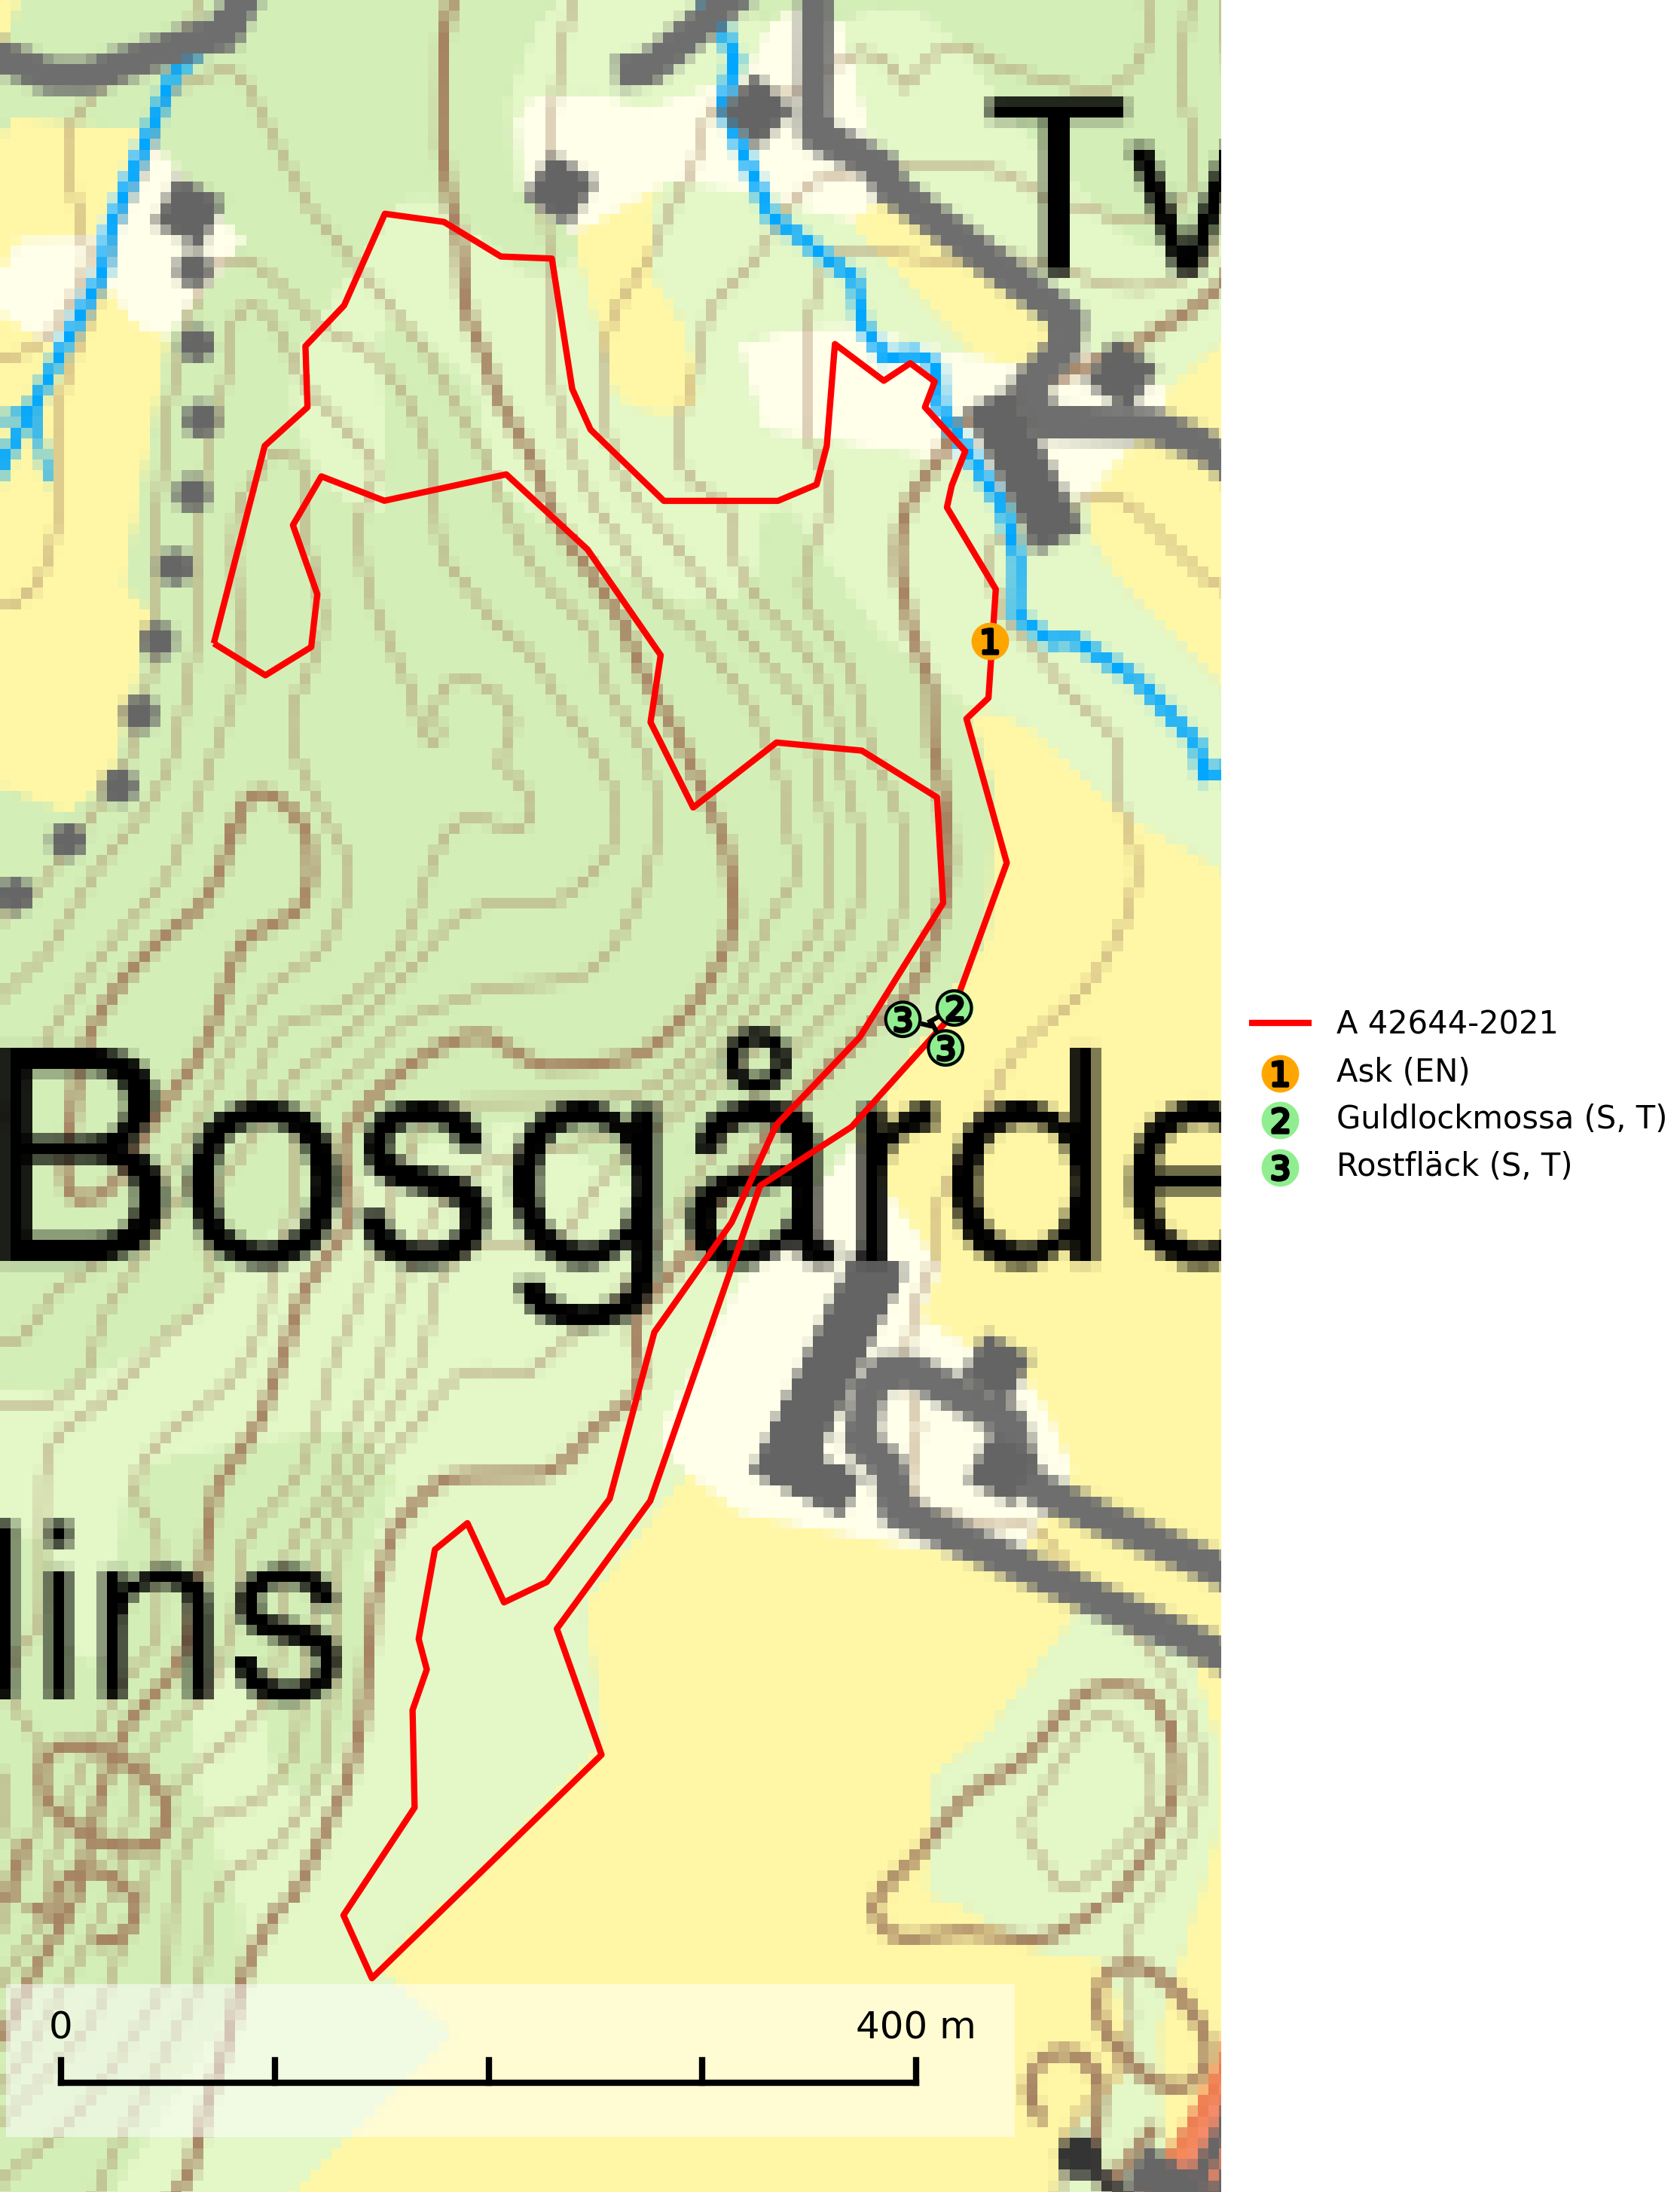 Tv
1
2
3
3
Bosgårde
lins
0 400 m
A 42644-2021
1 Ask (EN)
2 Guldlockmossa (S, T)
3 Rostfläck (S, T)